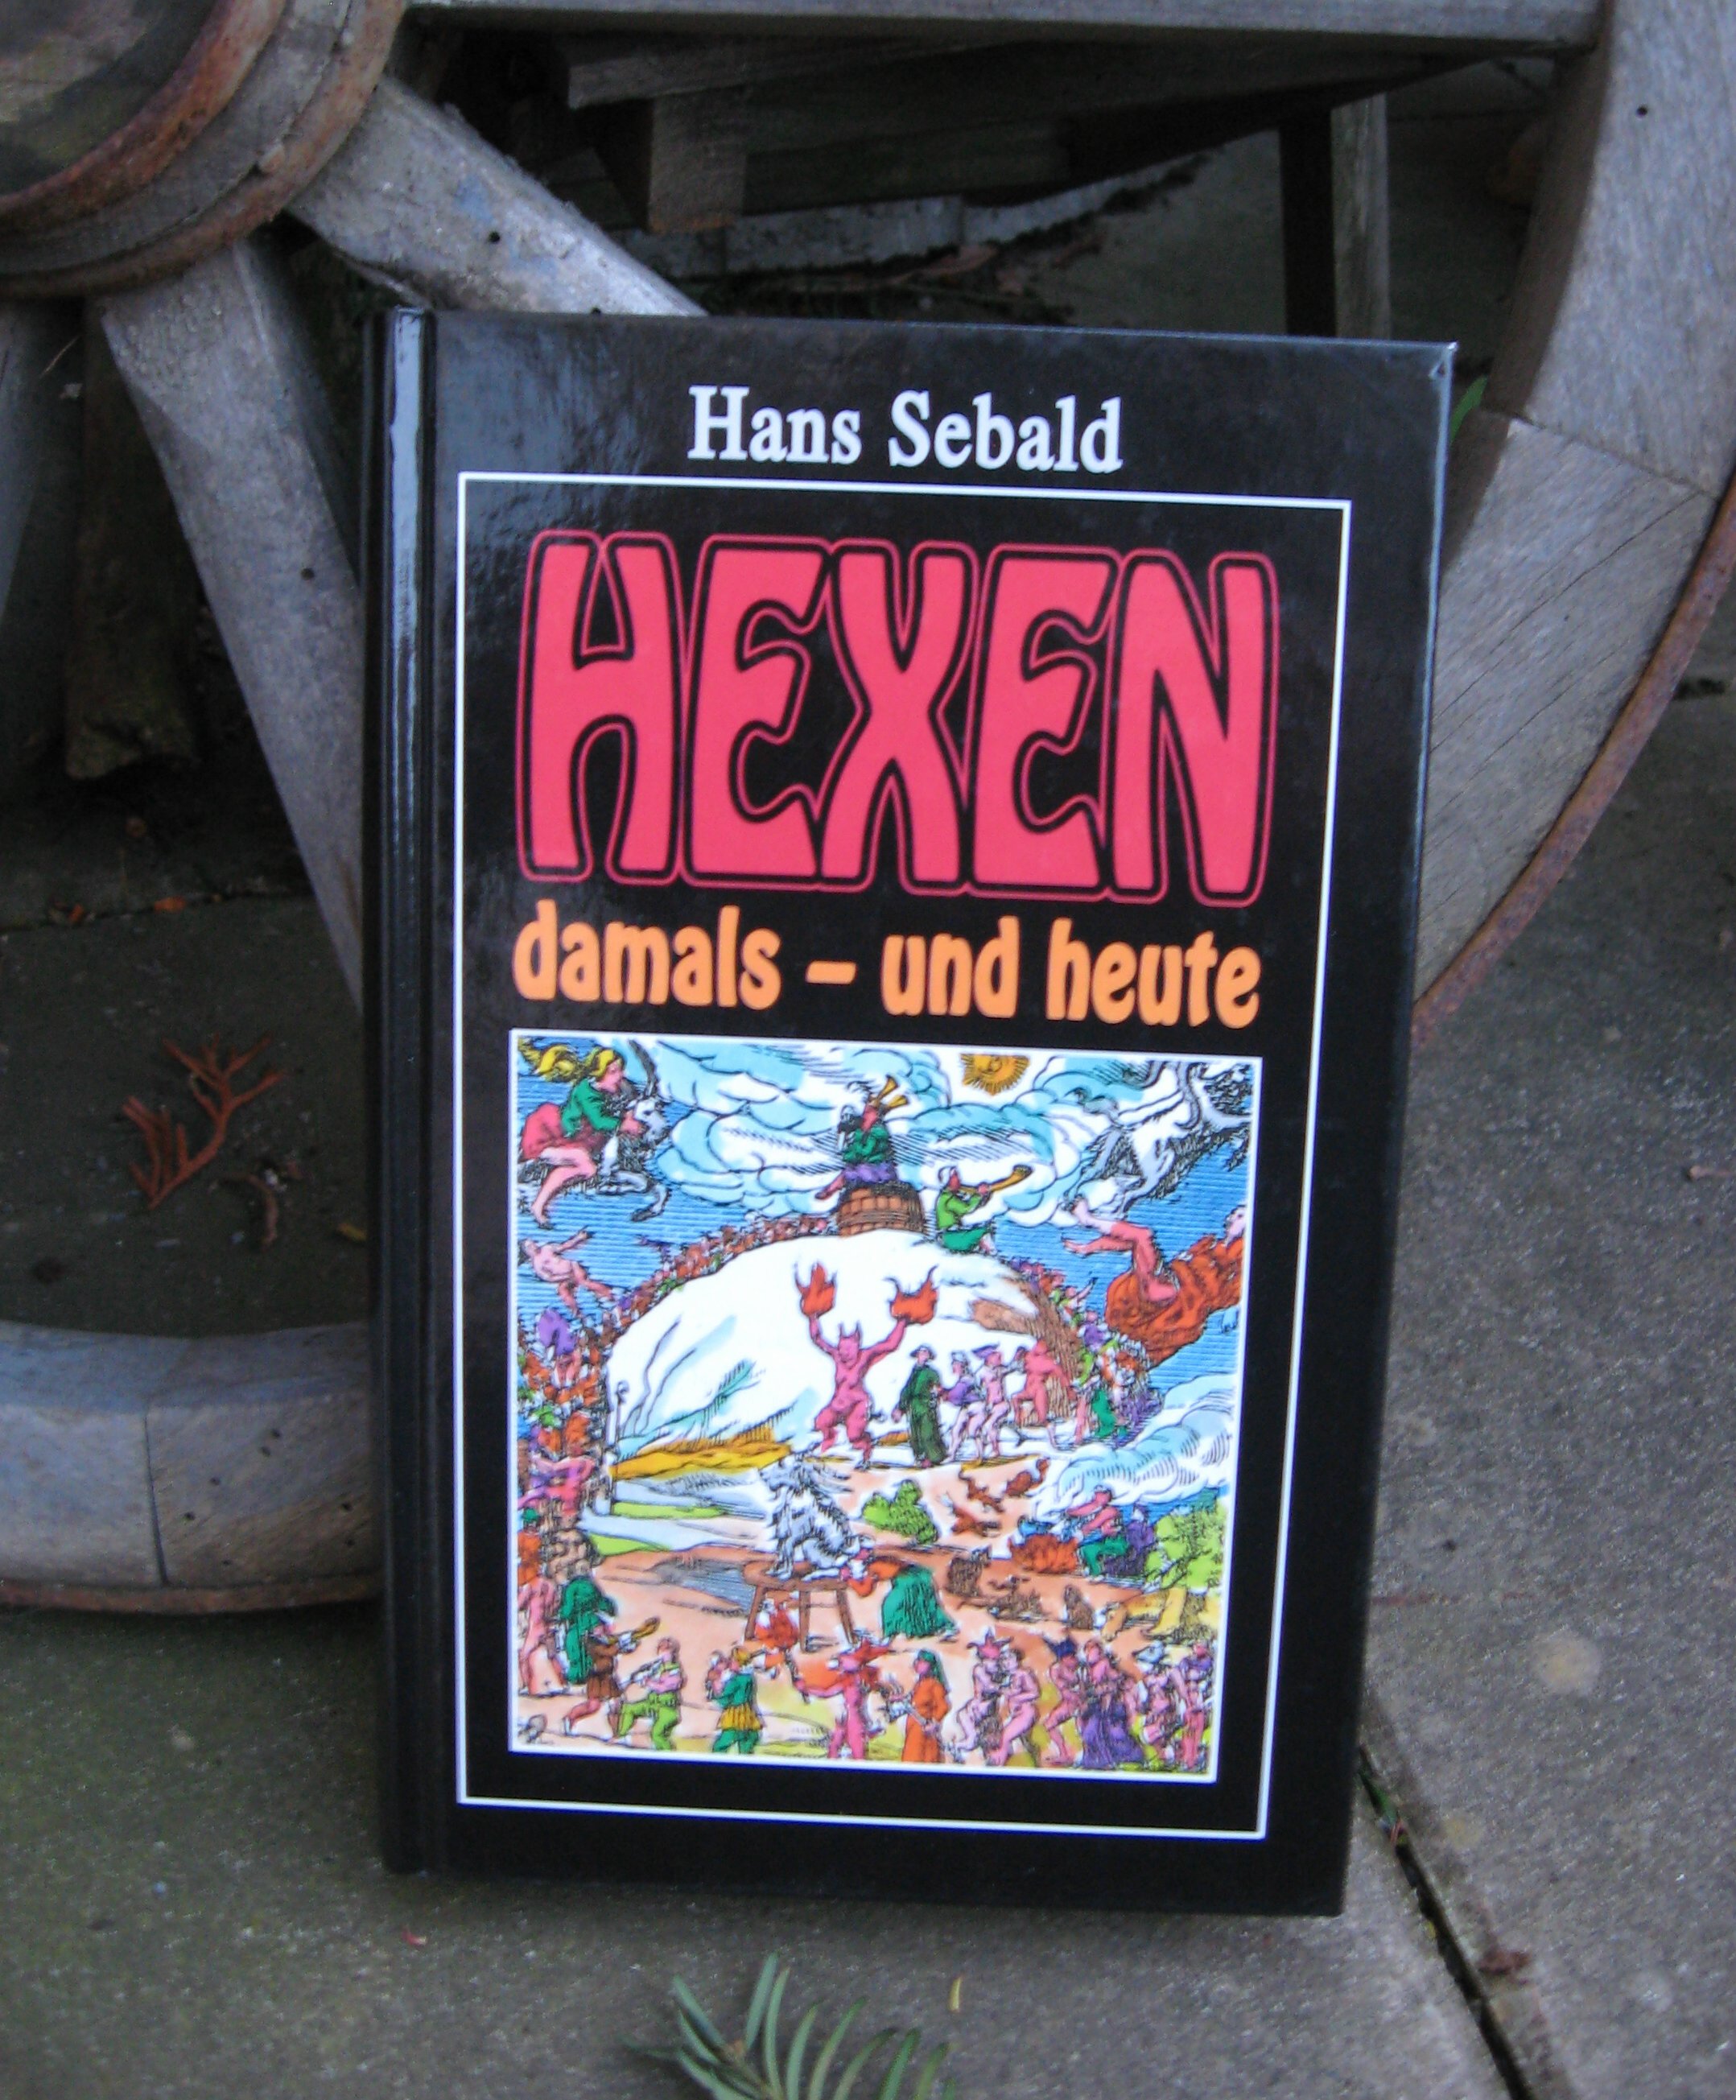 Hans Sebald
HEXEN
damals – und heute